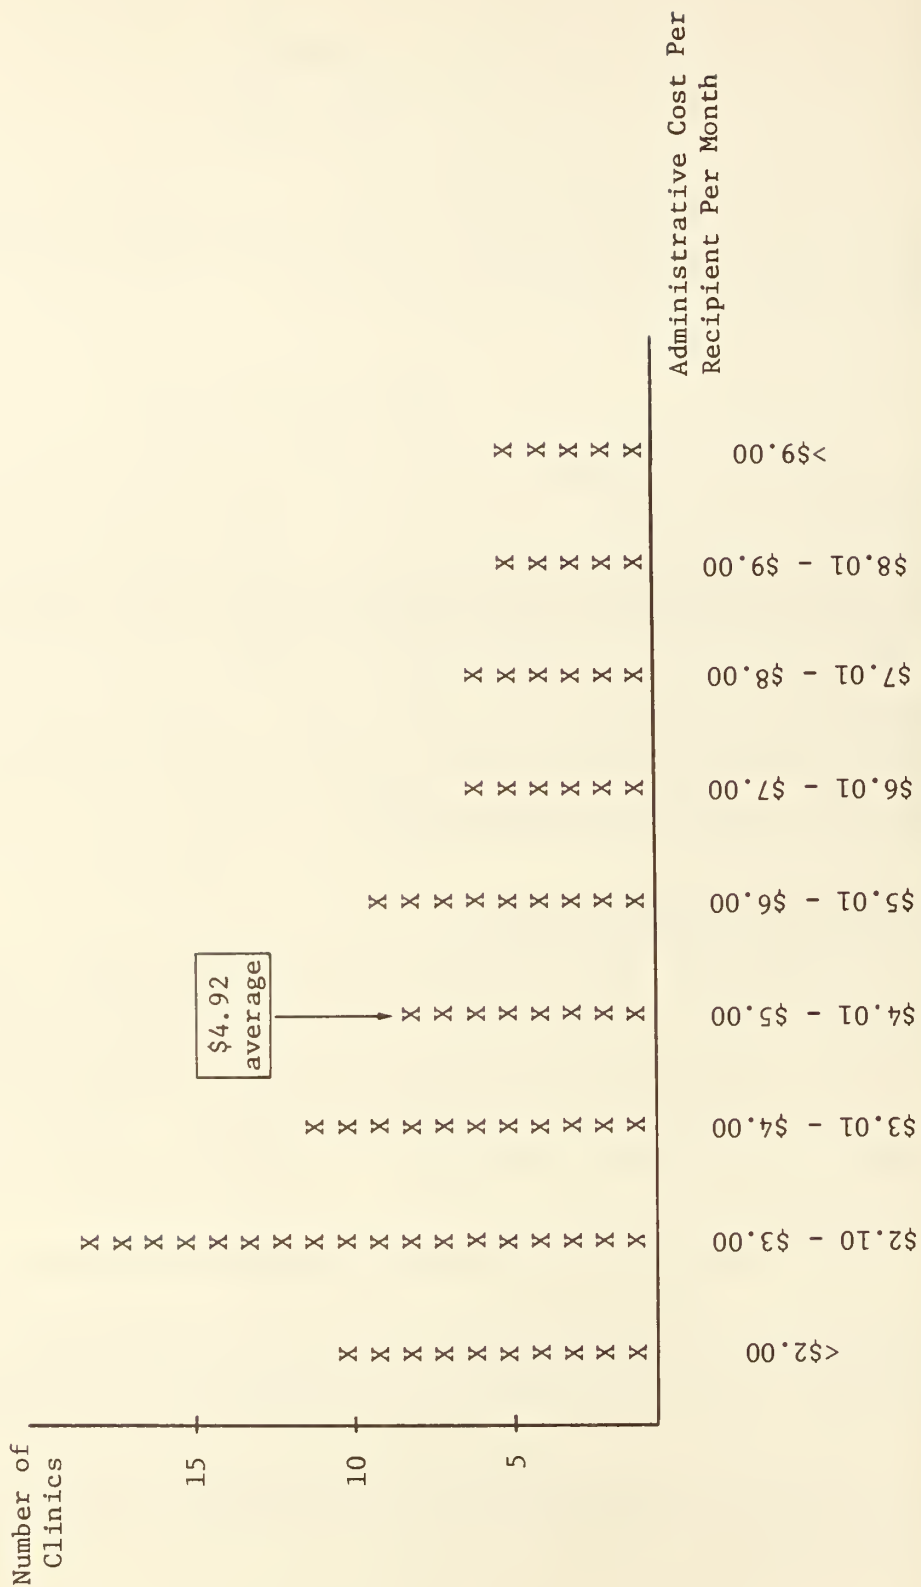 Number of
Clinics
15
10
5
$4.92
average
<$2.00
$2.10 - $3.00
$3.01 - $4.00
$4.01 - $5.00
$5.01 - $6.00
$6.01 - $7.00
$7.01 - $8.00
$8.01 - $9.00
>$9.00
Administrative Cost Per
Recipient Per Month